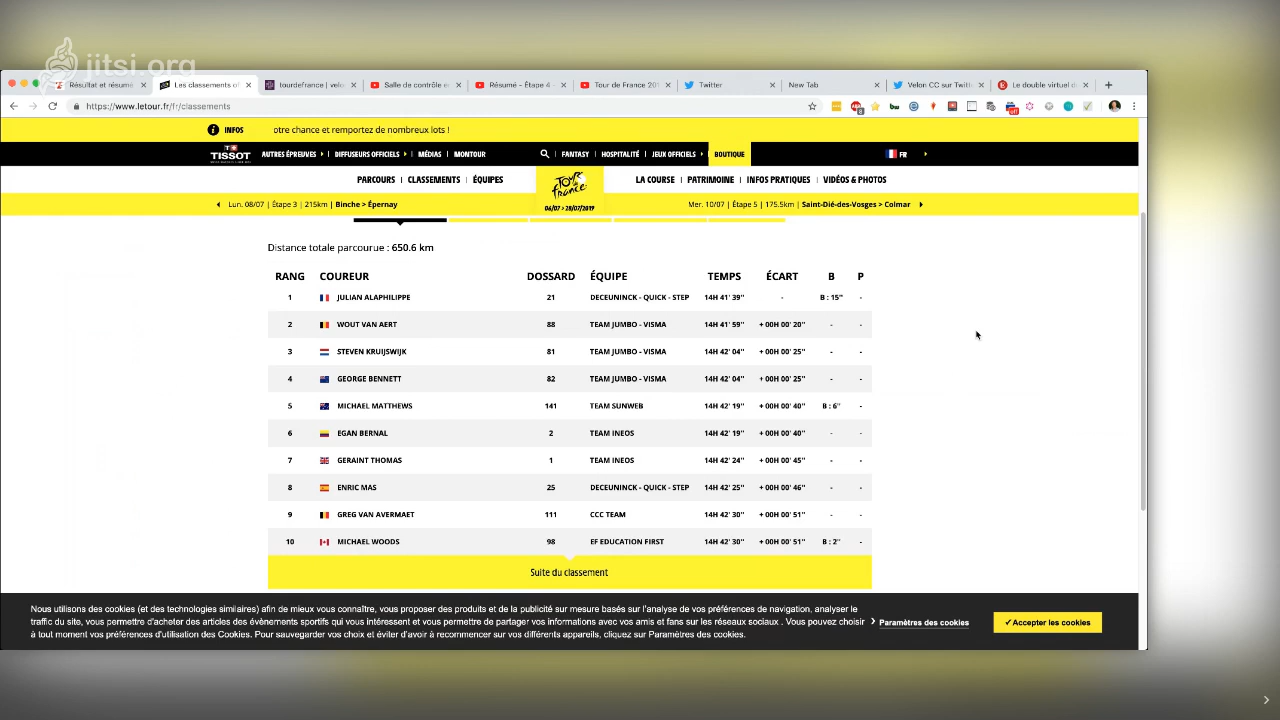 jitsi.org
Résultat et résumé
Les classements of
tourdefrance | velo
Salle de contrôle e
Résumé - Étape 4 -
Tour de France 201
Twitter
New Tab
Velon CC sur Twitt
Le double virtuel d
https://www.letour.fr/fr/classements
INFOS
otre chance et remportez de nombreux lots !
TISSOT
AUTRES ÉPREUVES
DIFFUSEURS OFFICIELS
MÉDIAS
MONTOUR
FANTASY
HOSPITALITÉ
JEUX OFFICIELS
BOUTIQUE
FR
PARCOURS
CLASSEMENTS
ÉQUIPES
Tour de france
06/07 > 28/07/2019
LA COURSE
PATRIMOINE
INFOS PRATIQUES
VIDÉOS & PHOTOS
Lun. 08/07 | Étape 3 | 215km | Binche > Épernay
Mer. 10/07 | Étape 5 | 175.5km | Saint-Dié-des-Vosges > Colmar
Distance totale parcourue : 650.6 km
RANG COUREUR DOSSARD ÉQUIPE TEMPS ÉCART B P
1 JULIAN ALAPHILIPPE 21 DECEUNINCK - QUICK - STEP 14H 41' 39'' - B : 15'' -
2 WOUT VAN AERT 88 TEAM JUMBO - VISMA 14H 41' 59'' + 00H 00' 20'' - -
3 STEVEN KRUIJSWIJK 81 TEAM JUMBO - VISMA 14H 42' 04'' + 00H 00' 25'' - -
4 GEORGE BENNETT 82 TEAM JUMBO - VISMA 14H 42' 04'' + 00H 00' 25'' - -
5 MICHAEL MATTHEWS 141 TEAM SUNWEB 14H 42' 19'' + 00H 00' 40'' B : 6'' -
6 EGAN BERNAL 2 TEAM INEOS 14H 42' 19'' + 00H 00' 40'' - -
7 GERAINT THOMAS 1 TEAM INEOS 14H 42' 24'' + 00H 00' 45'' - -
8 ENRIC MAS 25 DECEUNINCK - QUICK - STEP 14H 42' 25'' + 00H 00' 46'' - -
9 GREG VAN AVERMAET 111 CCC TEAM 14H 42' 30'' + 00H 00' 51'' - -
10 MICHAEL WOODS 98 EF EDUCATION FIRST 14H 42' 30'' + 00H 00' 51'' B : 2'' -
Suite du classement
Nous utilisons des cookies (et des technologies similaires) afin de mieux vous connaître, vous proposer des produits et de la publicité sur mesure basés sur l'analyse de vos préférences de navigation, analyser le
traffic du site, vous permettre d'acheter des articles des évènements sportifs qui vous intéressent et vous permettre de partager vos informations avec vos amis et fans sur les réseaux sociaux . Vous pouvez choisir
à tout moment vos préférences d'utilisation des Cookies. Pour sauvegarder vos choix et éviter d'avoir à recommencer sur vos différents appareils, cliquez sur Paramètres des cookies.
Paramètres des cookies
✓Accepter les cookies